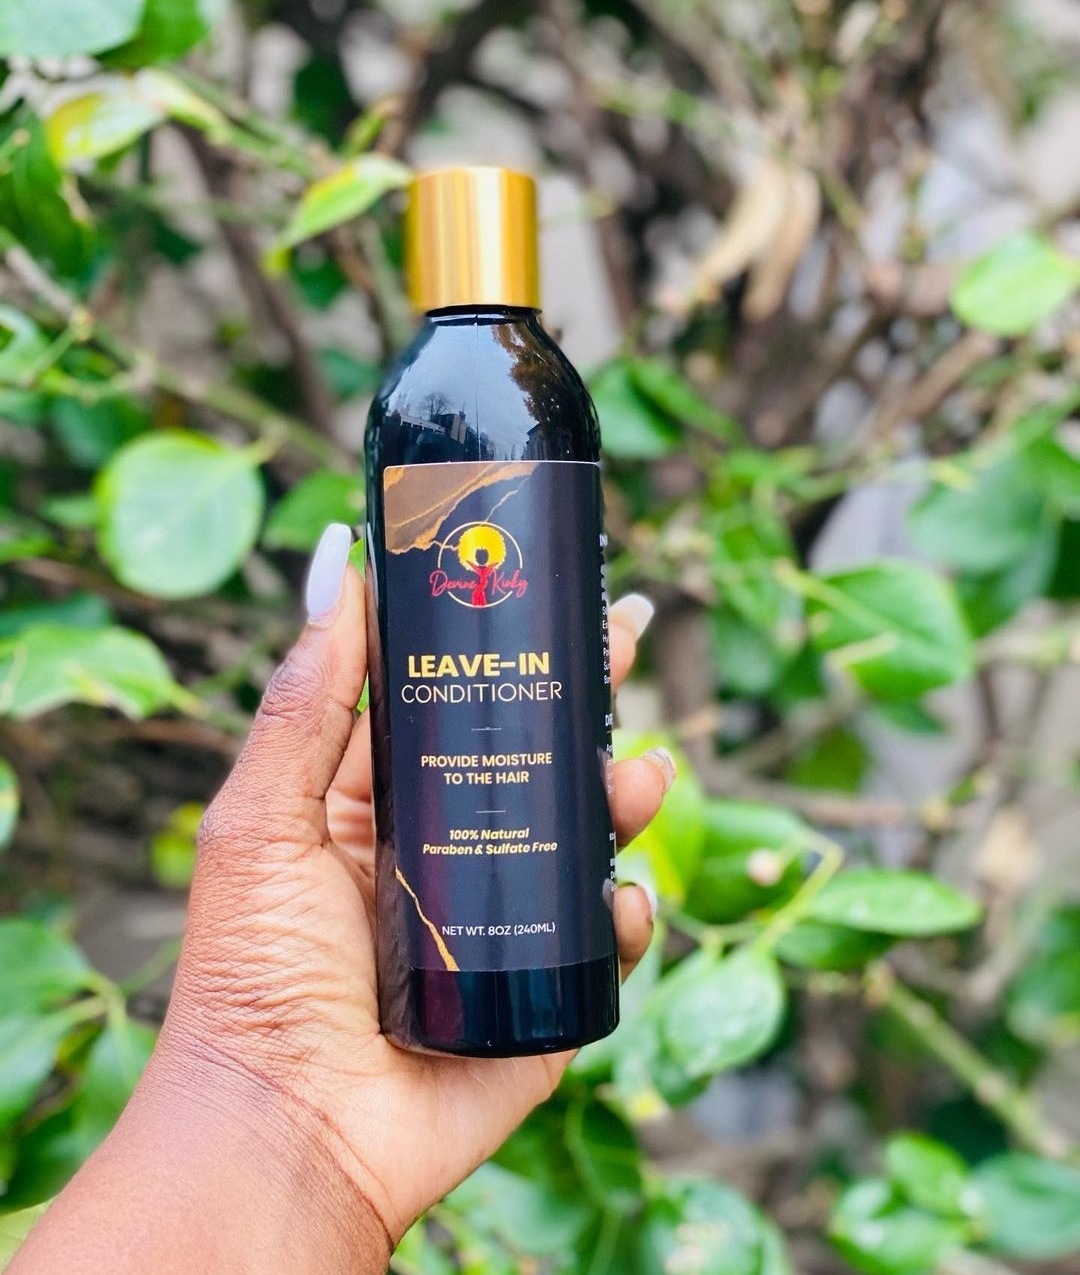 Devine Kinky
LEAVE-IN
CONDITIONER
PROVIDE MOISTURE
TO THE HAIR
100% Natural
Paraben & Sulfate Free
NET WT. 8OZ (240ML)